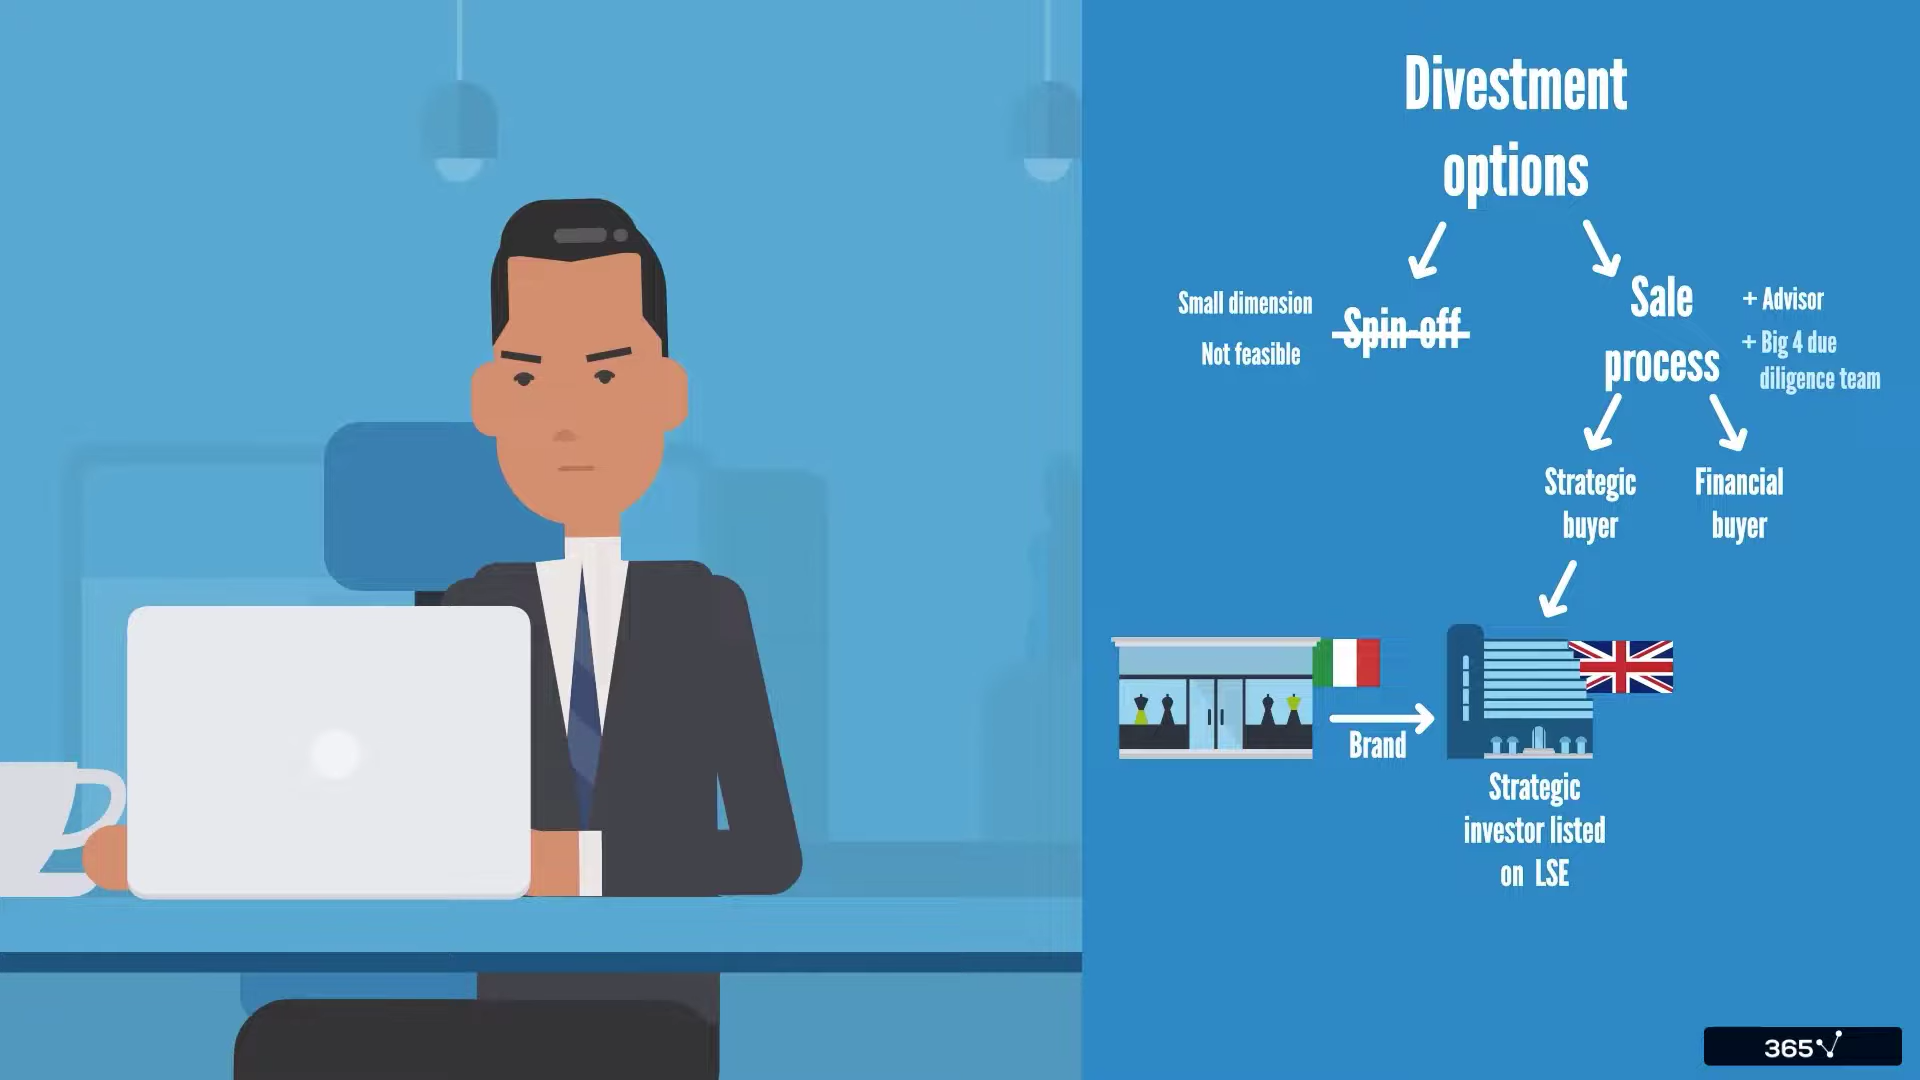 Divestment
options
Small dimension
Not feasible
Spin-off
Sale
process
+ Advisor
+ Big 4 due
diligence team
Strategic
buyer
Financial
buyer
Brand
Strategic
investor listed
on LSE
365